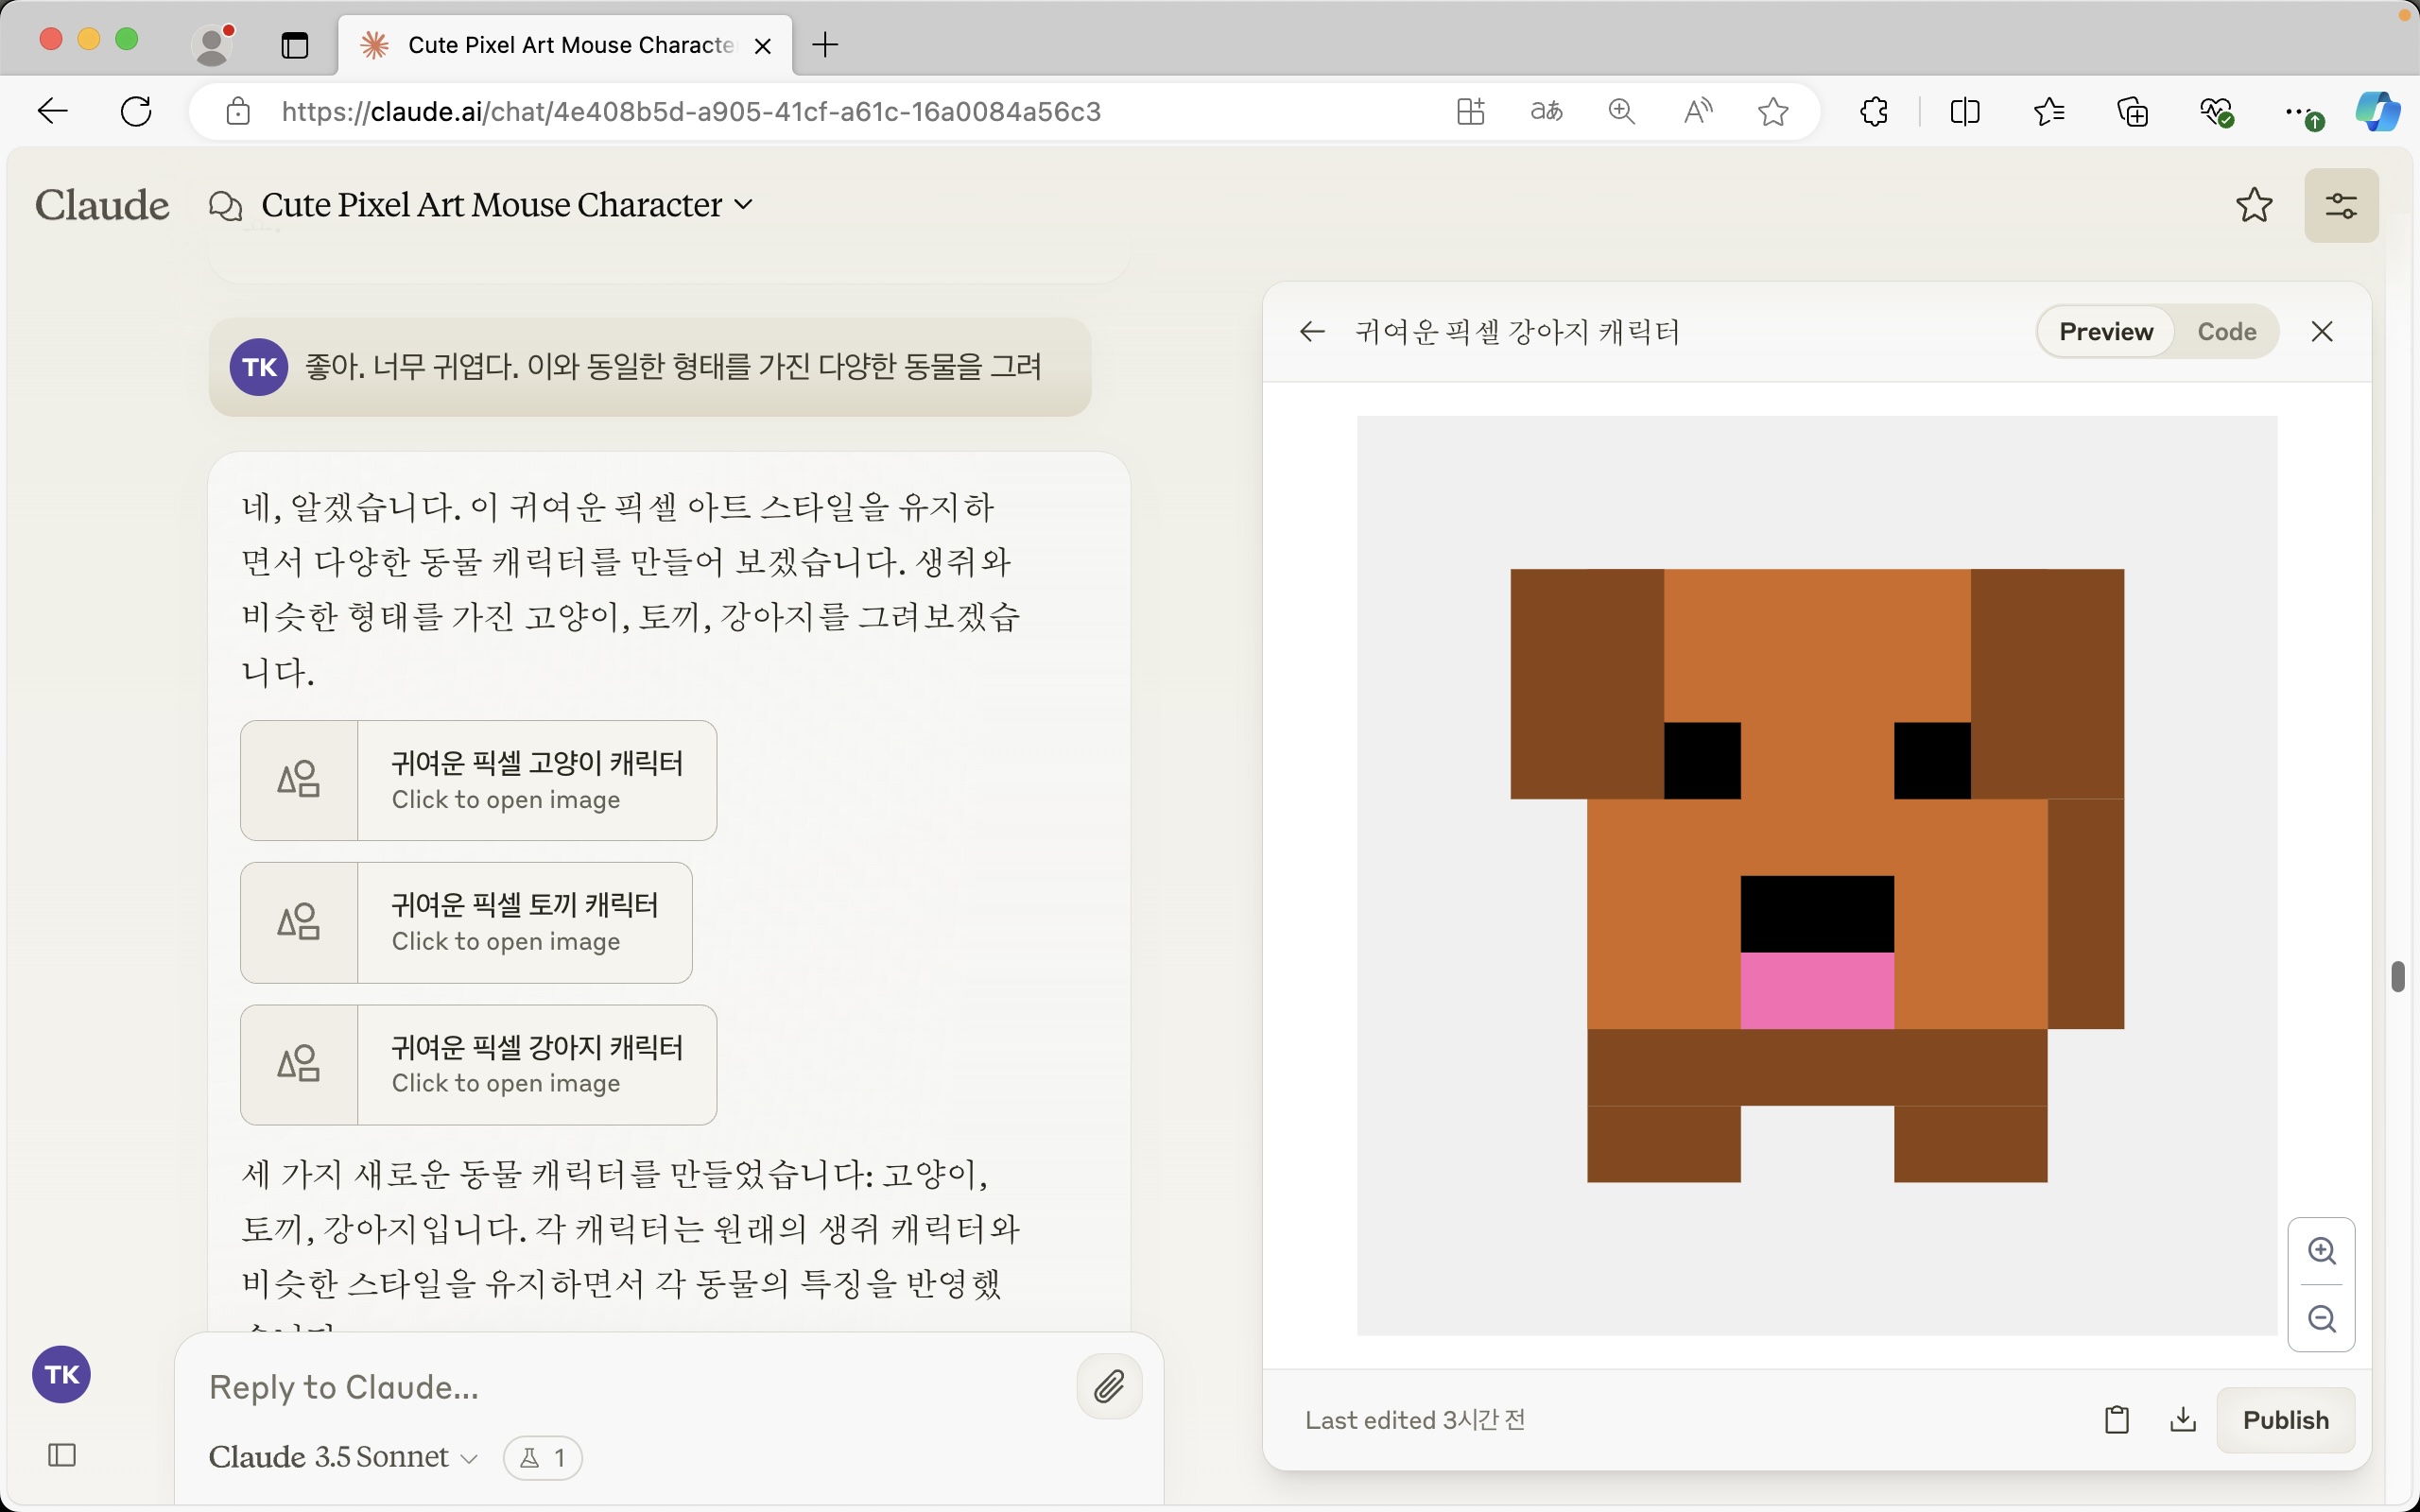 Cute Pixel Art Mouse Characte
https://claude.ai/chat/4e408b5d-a905-41cf-a61c-16a0084a56c3
aあ
Claude
Cute Pixel Art Mouse Character
TK
좋아. 너무 귀엽다. 이와 동일한 형태를 가진 다양한 동물을 그려
네, 알겠습니다. 이 귀여운 픽셀 아트 스타일을 유지하
면서 다양한 동물 캐릭터를 만들어 보겠습니다. 생쥐와
비슷한 형태를 가진 고양이, 토끼, 강아지를 그려보겠습
니다.
귀여운 픽셀 고양이 캐릭터
Click to open image
귀여운 픽셀 토끼 캐릭터
Click to open image
귀여운 픽셀 강아지 캐릭터
Click to open image
세 가지 새로운 동물 캐릭터를 만들었습니다: 고양이,
토끼, 강아지입니다. 각 캐릭터는 원래의 생쥐 캐릭터와
비슷한 스타일을 유지하면서 각 동물의 특징을 반영했
TK
Reply to Claude...
Claude 3.5 Sonnet
1
귀여운 픽셀 강아지 캐릭터
Preview
Code
Last edited 3시간 전
Publish